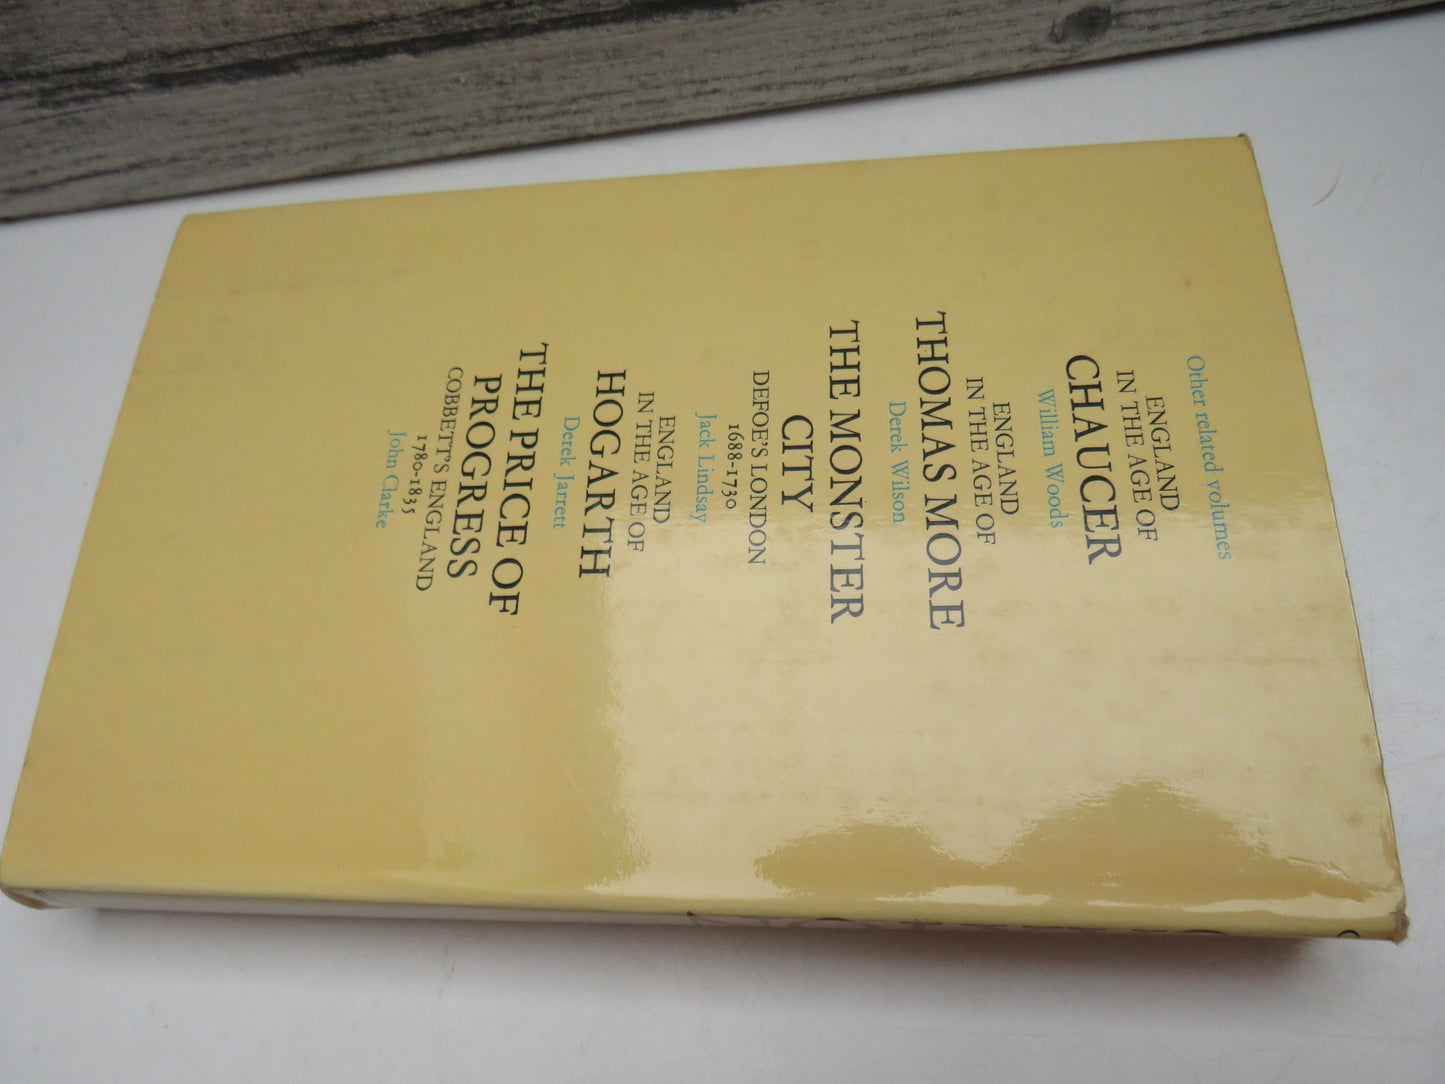 Other related volumes
ENGLAND
IN THE AGE OF
CHAUCER
William Woods
ENGLAND
IN THE AGE OF
THOMAS MORE
Derek Wilson
THE MONSTER
CITY
DEFOE'S LONDON
1688-1730
Jack Lindsay
ENGLAND
IN THE AGE OF
HOGARTH
Derek Jarrett
THE PRICE OF
PROGRESS
COBBETT'S ENGLAND
1780-1835
John Clarke